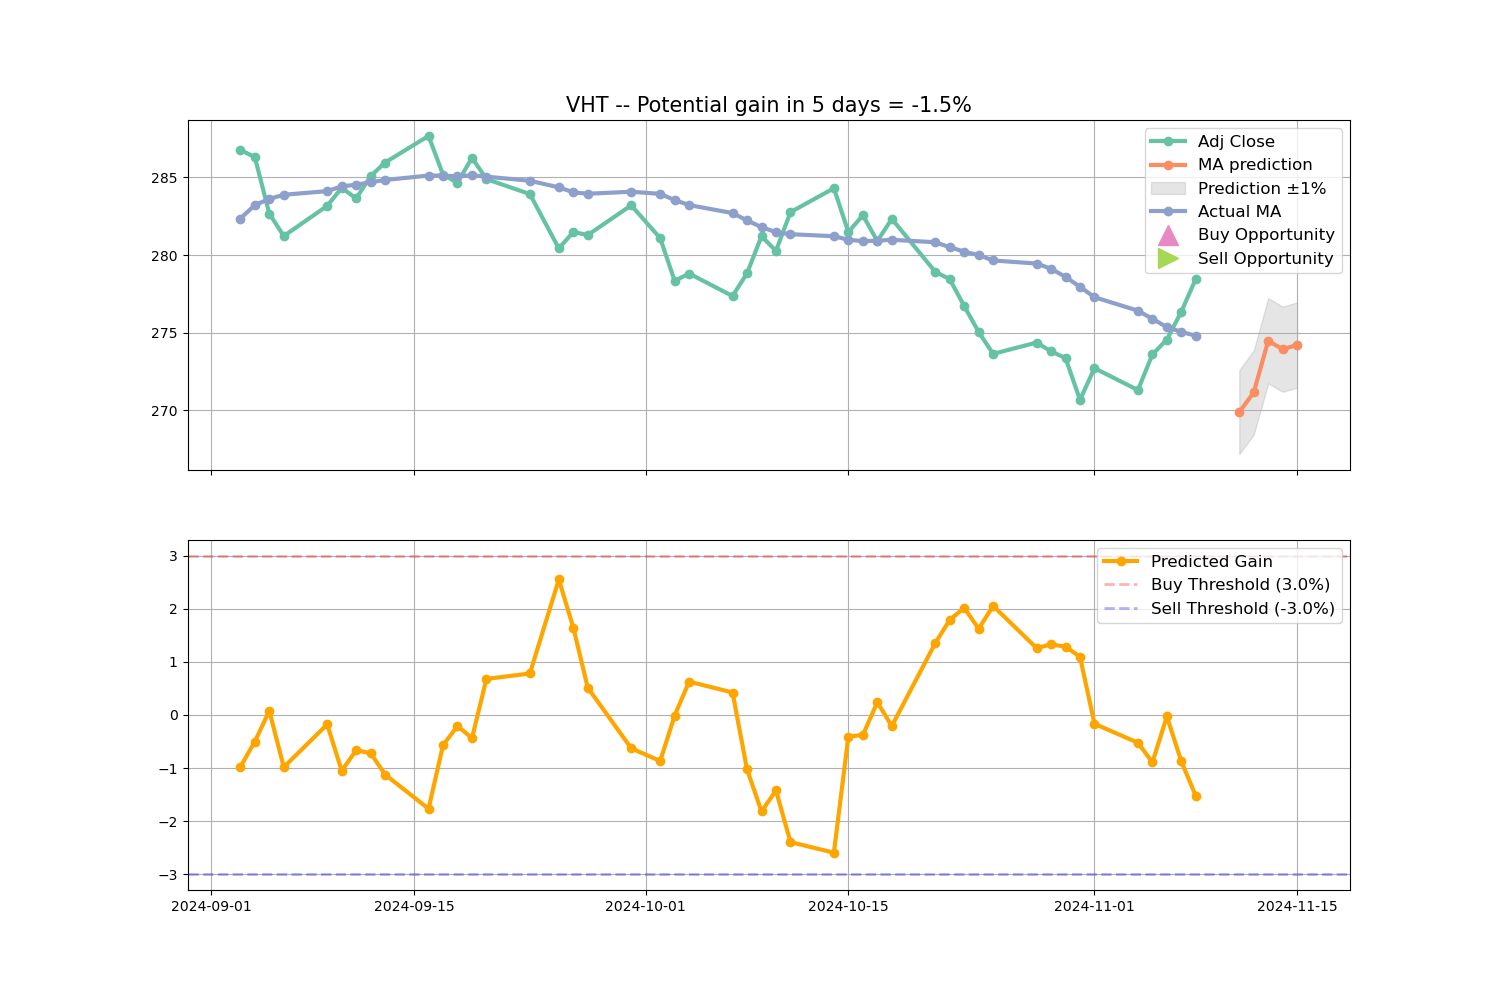 VHT -- Potential gain in 5 days = -1.5%
285
280
275
270
Adj Close
MA prediction
Prediction ±1%
Actual MA
Buy Opportunity
Sell Opportunity
3
2
1
0
−1
−2
−3
Predicted Gain
Buy Threshold (3.0%)
Sell Threshold (-3.0%)
2024-09-01
2024-09-15
2024-10-01
2024-10-15
2024-11-01
2024-11-15